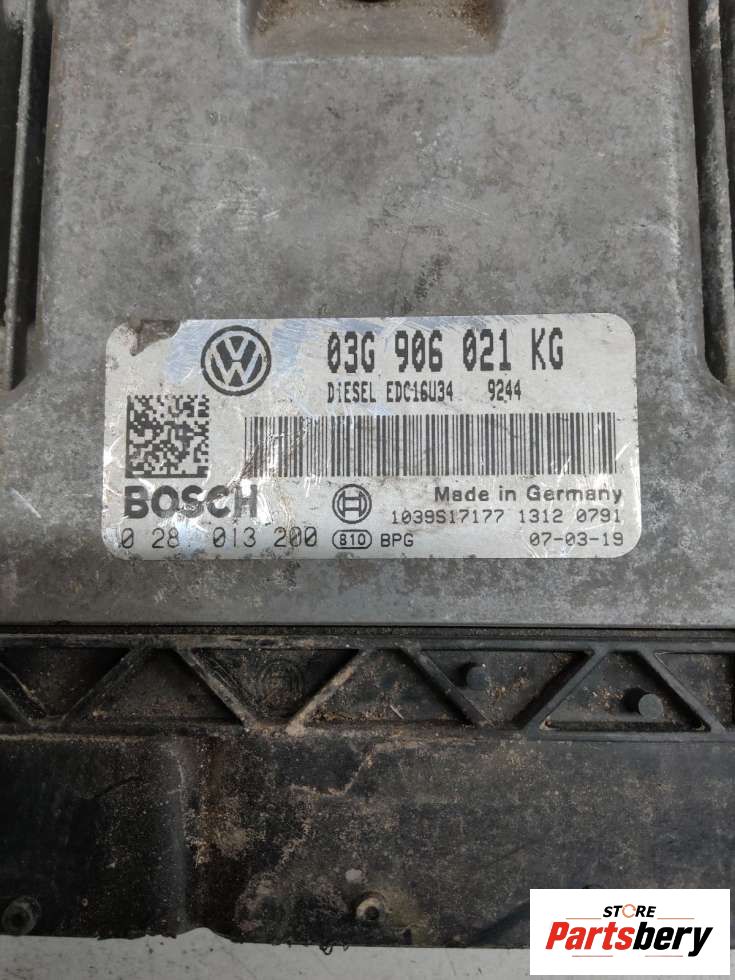 03G 906 021 KG
DIESEL EDC16U34 9244
BOSCH
Made in Germany
1039S17177 1312 0791
0 28 013 200 810 BPG 07-03-19
STORE
Partsbery